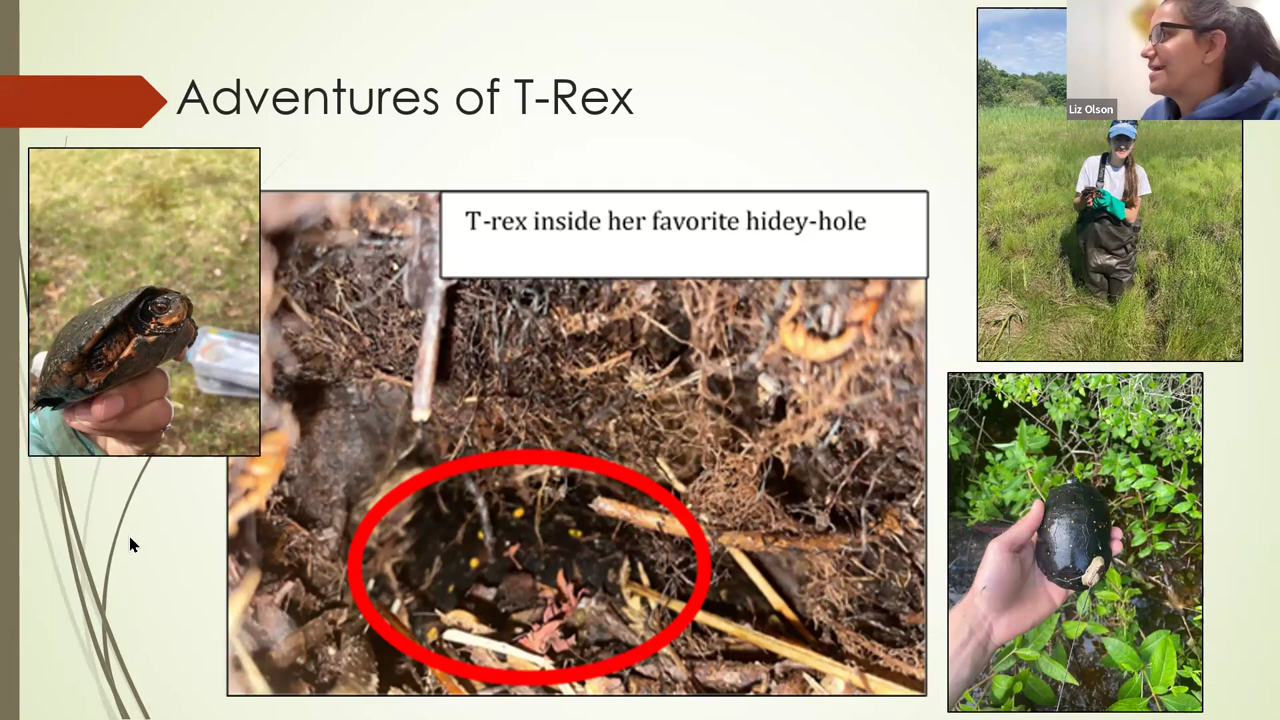 Adventures of T-Rex
Liz Olson
T-rex inside her favorite hidey-hole